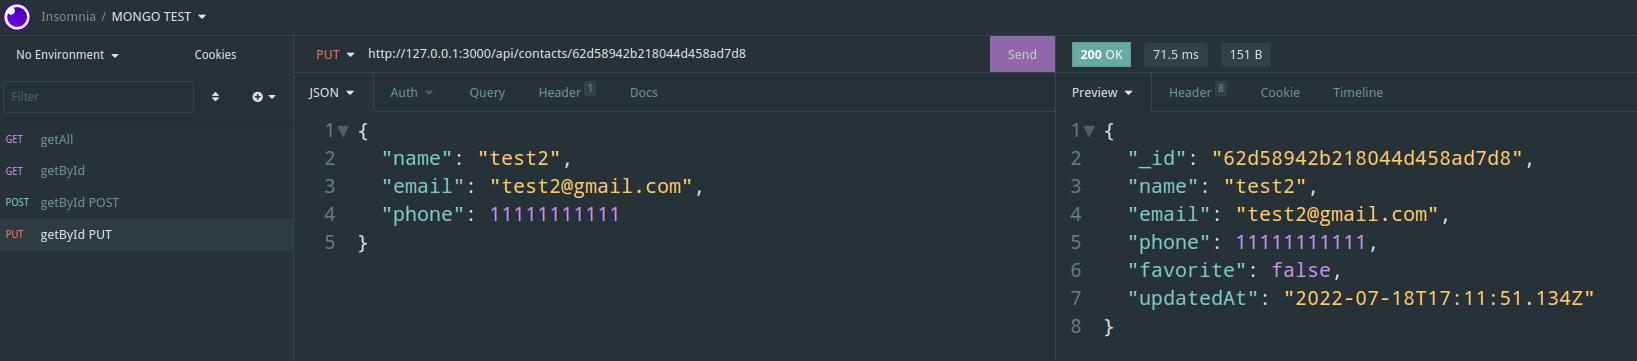 Insomnia / MONGO TEST
No Environment Cookies
Filter
GET getAll
GET getById
POST getById POST
PUT getById PUT
PUT http://127.0.0.1:3000/api/contacts/62d58942b218044d458ad7d8 Send
JSON Auth Query Header 1 Docs
1 {
2 "name": "test2",
3 "email": "test2@gmail.com",
4 "phone": 11111111111
5 }
200 OK 71.5 ms 151 B
Preview Header 8 Cookie Timeline
1 {
2 "_id": "62d58942b218044d458ad7d8",
3 "name": "test2",
4 "email": "test2@gmail.com",
5 "phone": 11111111111,
6 "favorite": false,
7 "updatedAt": "2022-07-18T17:11:51.134Z"
8 }